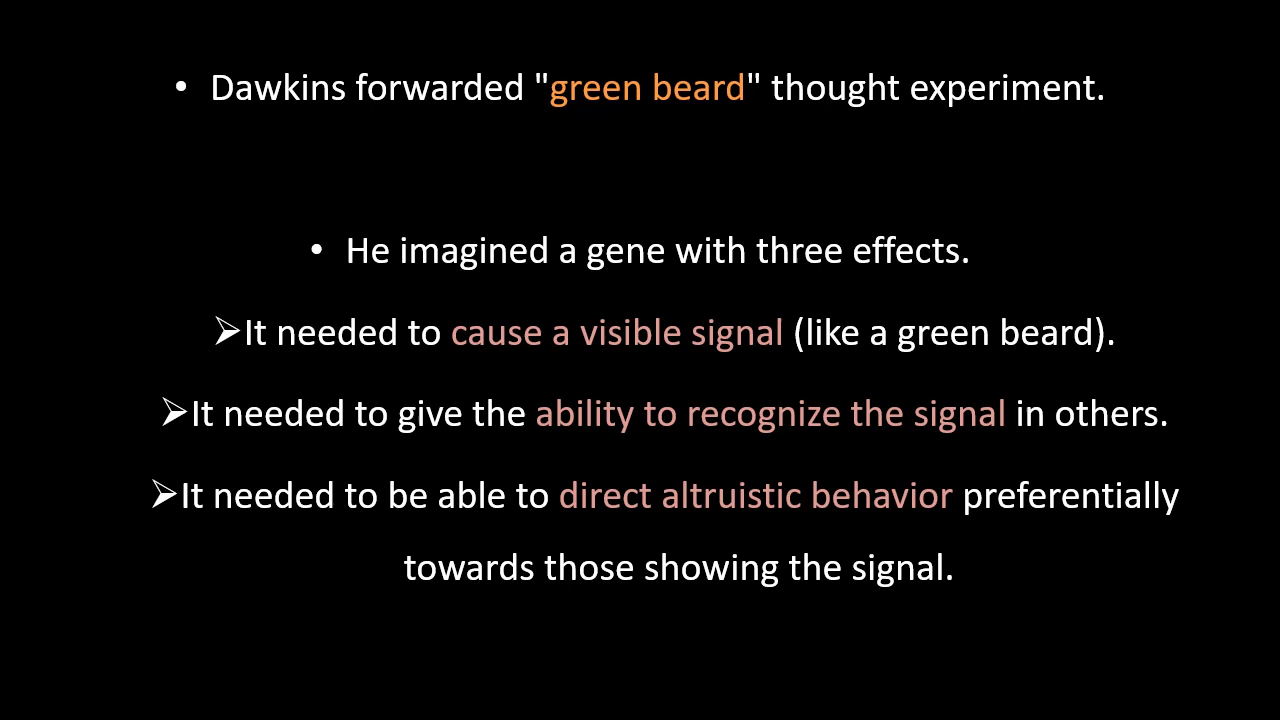 • Dawkins forwarded "green beard" thought experiment.
• He imagined a gene with three effects.
➢It needed to cause a visible signal (like a green beard).
➢It needed to give the ability to recognize the signal in others.
➢It needed to be able to direct altruistic behavior preferentially
towards those showing the signal.